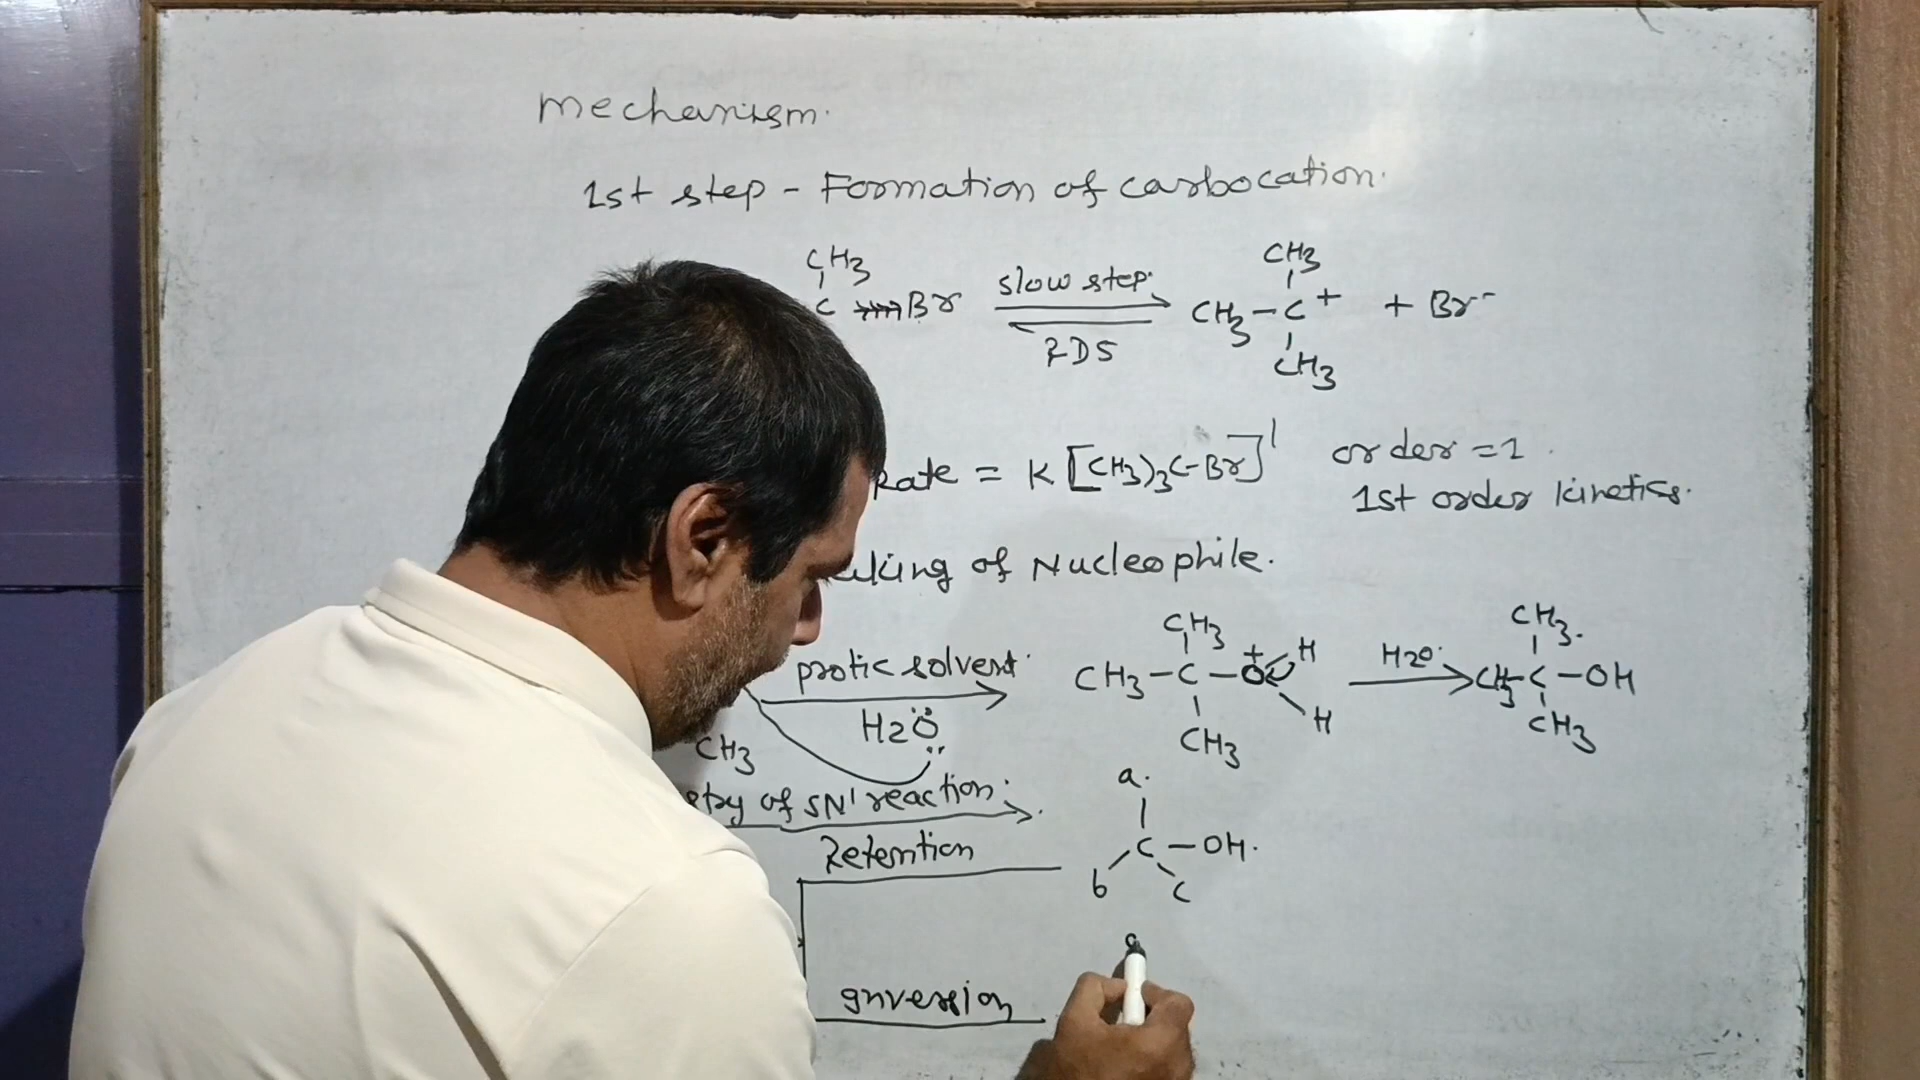 mechanism.
1st step - Formation of carbocation.
CH3
CH3
C Br
slow step.
CH3-C+
+ Br-
RDS
CH3
Rate = K [(CH3)3C-Br]1
order = 1.
1st order kinetics.
of Nucleophile.
CH3
CH3.
protic solvent.
CH3-C-O+
H
H2O.
CH3-C-OH
H2O
H
CH3
CH3
CH3
a.
of SN1 reaction.
Retention
C-OH.
b
c
Inversion